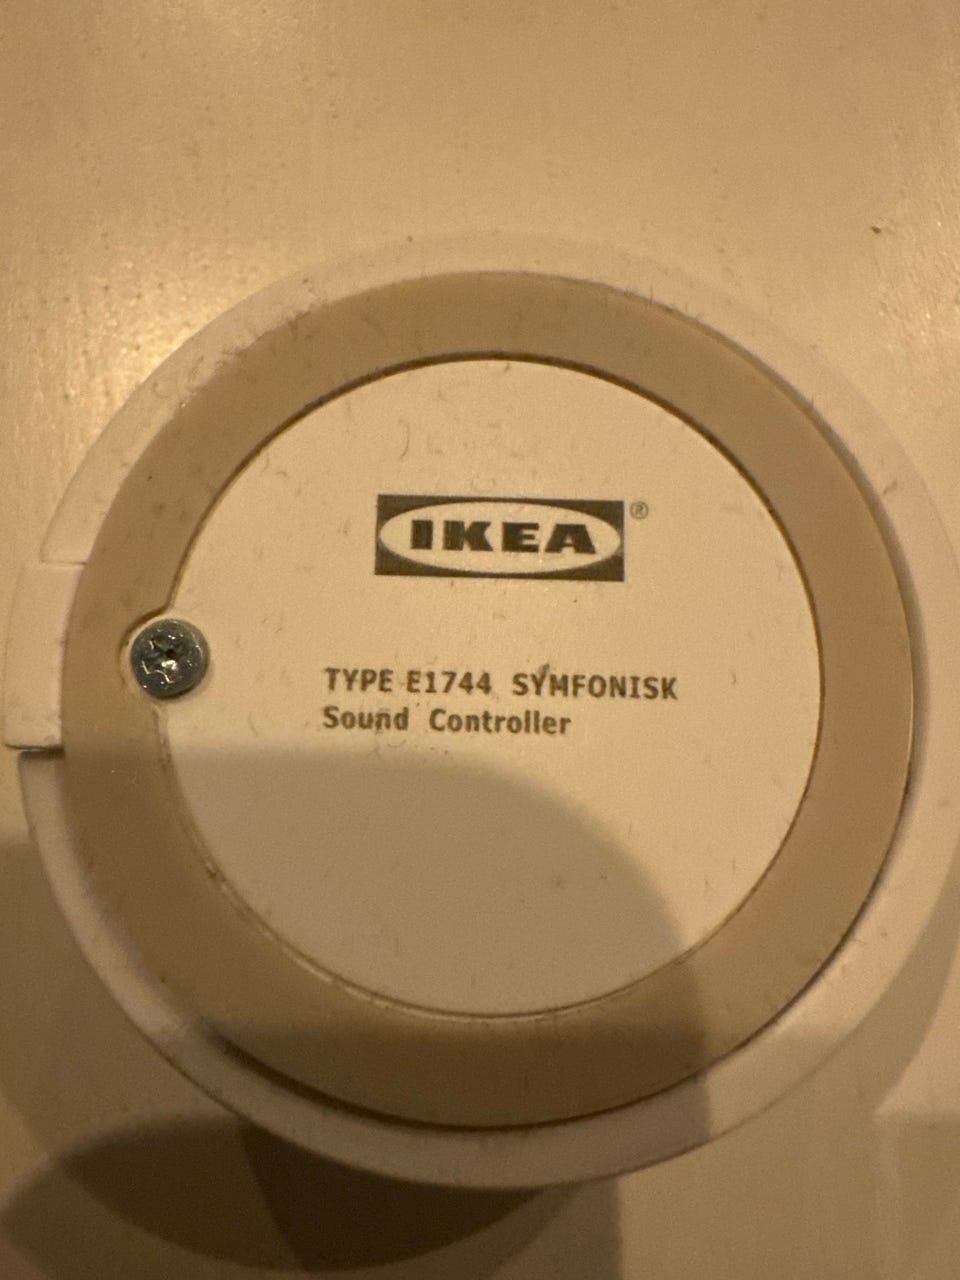 IKEA®
TYPE E1744 SYMFONISK
Sound Controller